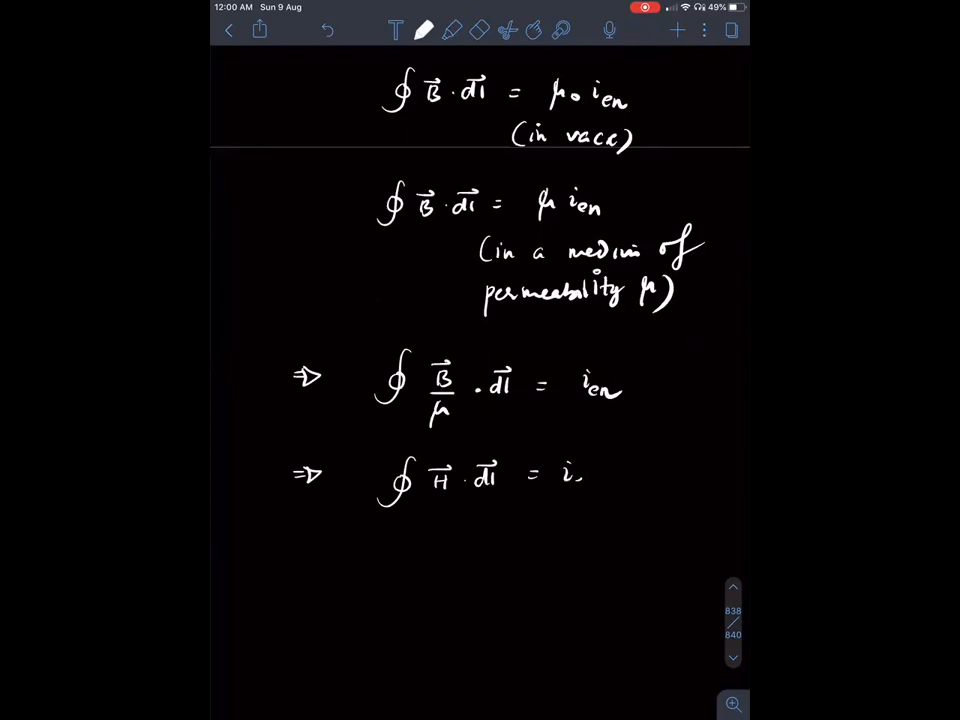 12:00 AM Sun 9 Aug 49%
T
∮ B⃗ · dl⃗ = μ₀ i_en
(in vacc)
∮ B⃗ · dl⃗ = μ i_en
(in a medium of
permeability μ)
⇒ ∮ B⃗/μ · dl⃗ = i_en
⇒ ∮ H⃗ · dl⃗ = i.
838
/
840